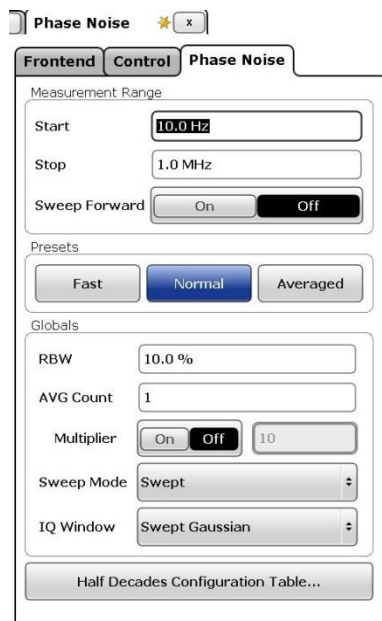 Phase Noise x
Frontend Control Phase Noise
Measurement Range
Start 10.0 Hz
Stop 1.0 MHz
Sweep Forward On Off
Presets
Fast Normal Averaged
Globals
RBW 10.0 %
AVG Count 1
Multiplier On Off 10
Sweep Mode Swept
IQ Window Swept Gaussian
Half Decades Configuration Table...